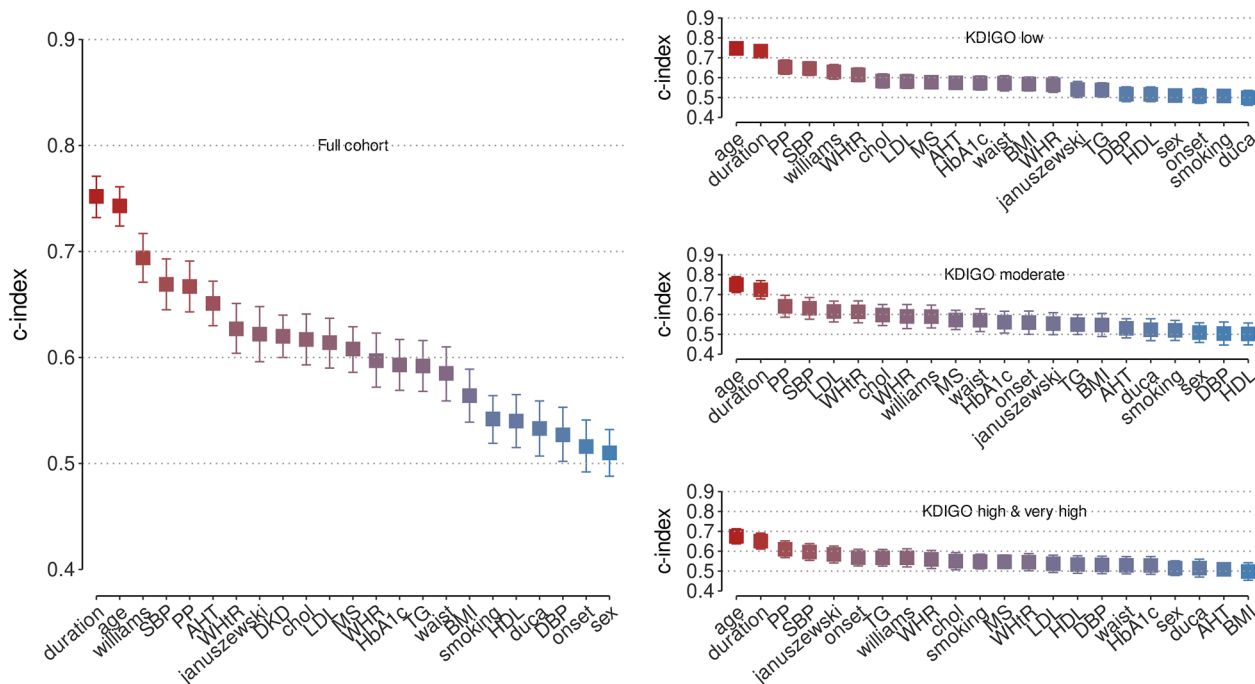 Full cohort
c-index
0.9
0.8
0.7
0.6
0.5
0.4
duration
age
williams
SBP
PP
AHT
WHtR
januszewski
DKD
chol
LDL
MS
WHR
HbA1c
TG
waist
BMI
smoking
HDL
duca
DBP
onset
sex
KDIGO low
c-index
0.9
0.8
0.7
0.6
0.5
0.4
age
duration
PP
SBP
williams
WHtR
chol
LDL
MS
AHT
HbA1c
waist
BMI
WHR
januszewski
TG
DBP
HDL
sex
onset
smoking
duca
KDIGO moderate
c-index
0.9
0.8
0.7
0.6
0.5
0.4
age
duration
PP
SBP
LDL
WHtR
chol
WHR
williams
MS
waist
HbA1c
onset
januszewski
TG
BMI
AHT
duca
smoking
sex
DBP
HDL
KDIGO high & very high
c-index
0.9
0.8
0.7
0.6
0.5
0.4
age
duration
PP
SBP
januszewski
onset
TG
williams
WHR
chol
smoking
MS
WHtR
LDL
HDL
DBP
waist
HbA1c
sex
duca
AHT
BMI